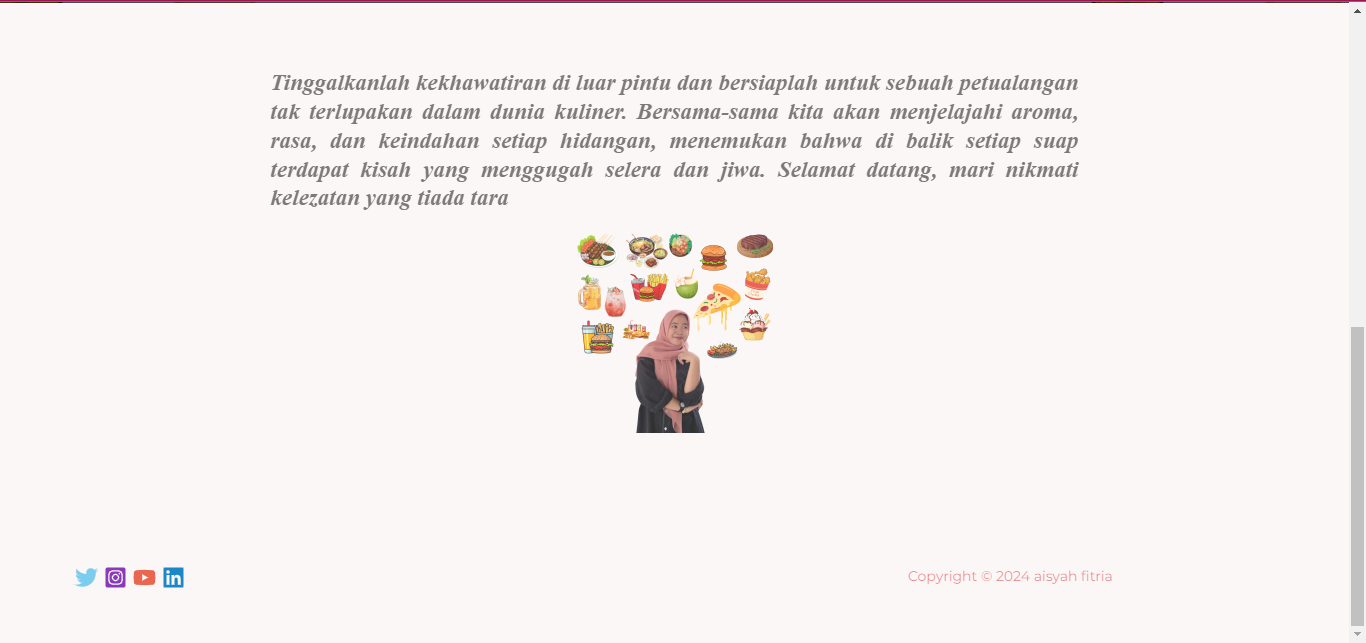 Tinggalkanlah kekhawatiran di luar pintu dan bersiaplah untuk sebuah petualangan
tak terlupakan dalam dunia kuliner. Bersama-sama kita akan menjelajahi aroma,
rasa, dan keindahan setiap hidangan, menemukan bahwa di balik setiap suap
terdapat kisah yang menggugah selera dan jiwa. Selamat datang, mari nikmati
kelezatan yang tiada tara
Copyright © 2024 aisyah fitria